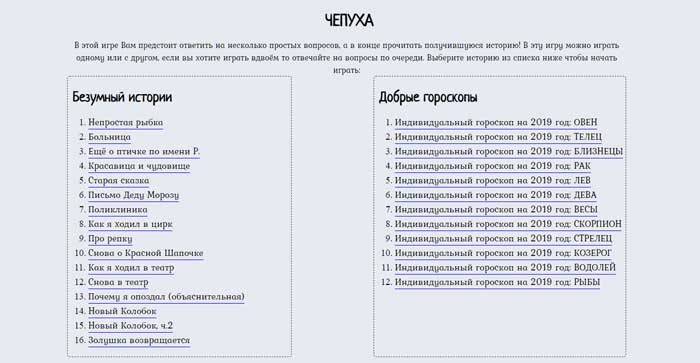 ЧЕПУХА
В этой игре Вам предстоит ответить на несколько простых вопросов, а в конце прочитать получившуюся историю! В эту игру можно играть
одному или с другом, если вы хотите играть вдвоём то отвечайте на вопросы по очереди. Выберите историю из списка ниже чтобы начать
играть:
Безумный истории
1. Непростая рыбка
2. Больница
3. Ещё о птичке по имени Р.
4. Красавица и чудовище
5. Старая сказка
6. Письмо Деду Морозу
7. Поликлиника
8. Как я ходил в цирк
9. Про репку
10. Снова о Красной Шапочке
11. Как я ходил в театр
12. Снова в театр
13. Почему я опоздал (объяснительная)
14. Новый Колобок
15. Новый Колобок, ч.2
16. Золушка возвращается
Добрые гороскопы
1. Индивидуальный гороскоп на 2019 год: ОВЕН
2. Индивидуальный гороскоп на 2019 год: ТЕЛЕЦ
3. Индивидуальный гороскоп на 2019 год: БЛИЗНЕЦЫ
4. Индивидуальный гороскоп на 2019 год: РАК
5. Индивидуальный гороскоп на 2019 год: ЛЕВ
6. Индивидуальный гороскоп на 2019 год: ДЕВА
7. Индивидуальный гороскоп на 2019 год: ВЕСЫ
8. Индивидуальный гороскоп на 2019 год: СКОРПИОН
9. Индивидуальный гороскоп на 2019 год: СТРЕЛЕЦ
10. Индивидуальный гороскоп на 2019 год: КОЗЕРОГ
11. Индивидуальный гороскоп на 2019 год: ВОДОЛЕЙ
12. Индивидуальный гороскоп на 2019 год: РЫБЫ